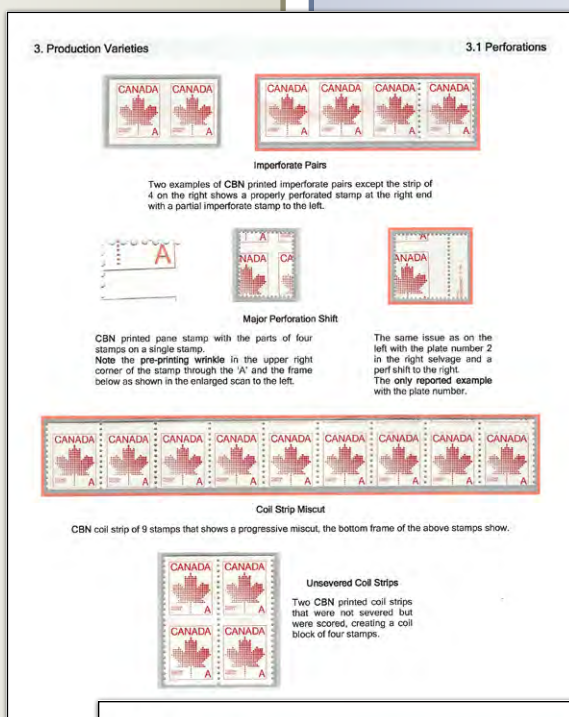 3. Production Varieties
3.1 Perforations
CANADA CANADA
A A
CANADA CANADA CANADA CANADA
A A A A
Imperforate Pairs
Two examples of CBN printed imperforate pairs except the strip of
4 on the right shows a properly perforated stamp at the right end
with a partial imperforate stamp to the left.
A
A
NADA CA
A
ANADA
Major Perforation Shift
CBN printed pane stamp with the parts of four
stamps on a single stamp.
Note the pre-printing wrinkle in the upper right
corner of the stamp through the 'A' and the frame
below as shown in the enlarged scan to the left.
The same issue as on the
left with the plate number 2
in the right selvage and a
perf shift to the right.
The only reported example
with the plate number.
CANADA CANADA CANADA CANADA CANADA CANADA CANADA CANADA CANADA
A A A A A A A A A
Coil Strip Miscut
CBN coil strip of 9 stamps that shows a progressive miscut, the bottom frame of the above stamps show.
CANADA CANADA
A A
CANADA CANADA
A A
Unsevered Coil Strips
Two CBN printed coil strips
that were not severed but
were scored, creating a coil
block of four stamps.